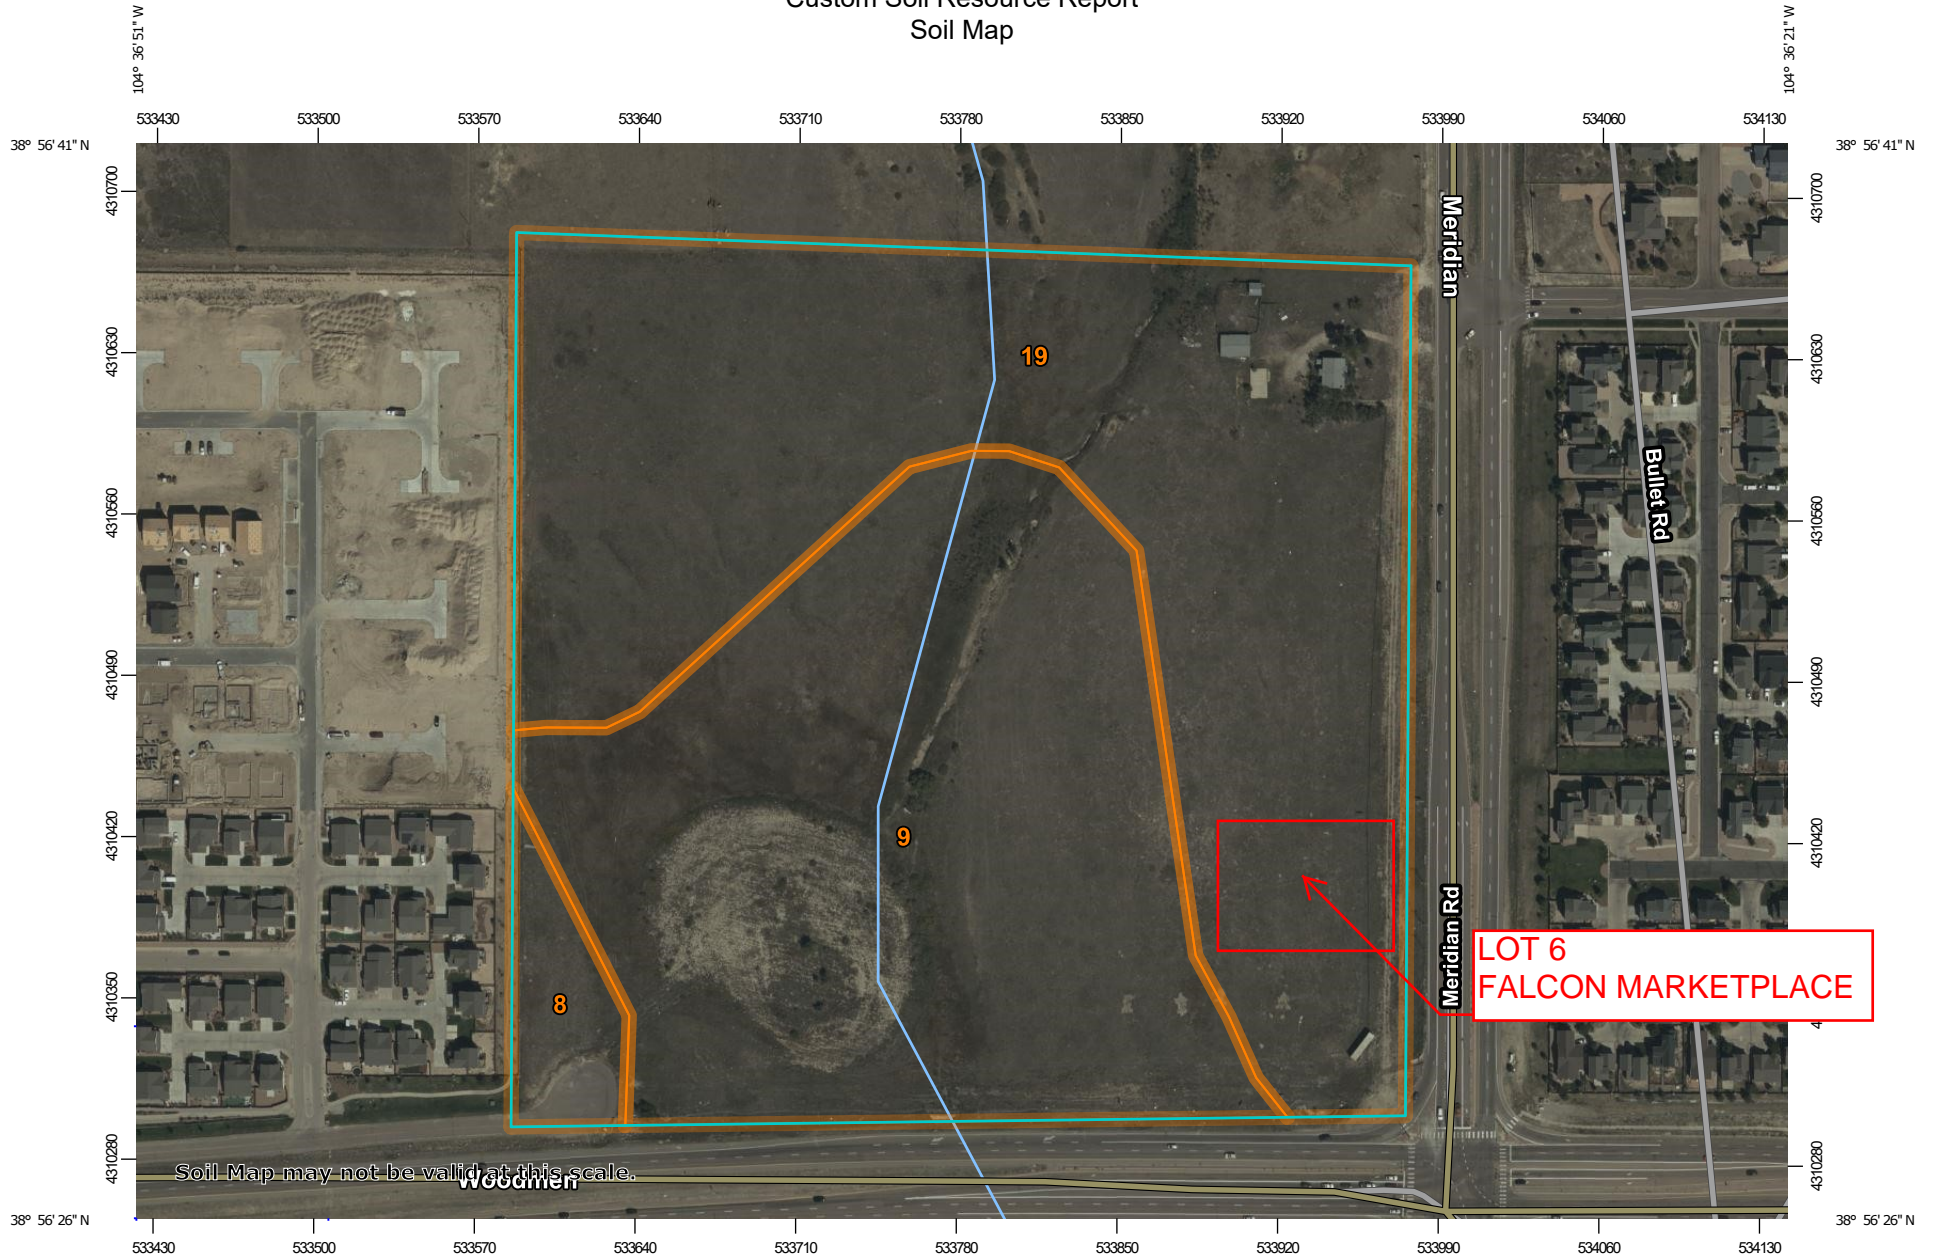 Custom Soil Resource Report
Soil Map
104° 36' 51" W
104° 36' 21" W
533430 533500 533570 533640 533710 533780 533850 533920 533990 534060 534130
38° 56' 41" N
38° 56' 41" N
4310700
4310700
Meridian
4310630
19
4310630
4310560
Bullet Rd
4310560
4310490
4310490
4310420
9
4310420
Meridian Rd
LOT 6
FALCON MARKETPLACE
4310350
8
4310280
4310280
Soil Map may not be valid at this scale.
Woodmen
38° 56' 26" N
38° 56' 26" N
533430 533500 533570 533640 533710 533780 533850 533920 533990 534060 534130